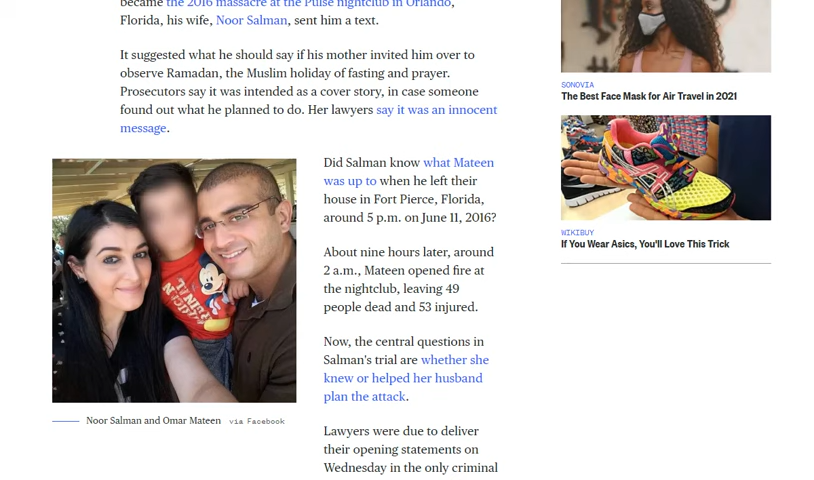 became the 2016 massacre at the Pulse nightclub in Orlando,
Florida, his wife, Noor Salman, sent him a text.
It suggested what he should say if his mother invited him over to
observe Ramadan, the Muslim holiday of fasting and prayer.
Prosecutors say it was intended as a cover story, in case someone
found out what he planned to do. Her lawyers say it was an innocent
message.
Did Salman know what Mateen
was up to when he left their
house in Fort Pierce, Florida,
around 5 p.m. on June 11, 2016?
About nine hours later, around
2 a.m., Mateen opened fire at
the nightclub, leaving 49
people dead and 53 injured.
Now, the central questions in
Salman's trial are whether she
knew or helped her husband
plan the attack.
Lawyers were due to deliver
their opening statements on
Wednesday in the only criminal
Noor Salman and Omar Mateen via Facebook
SONOVIA
The Best Face Mask for Air Travel in 2021
WIKIBUY
If You Wear Asics, You'll Love This Trick